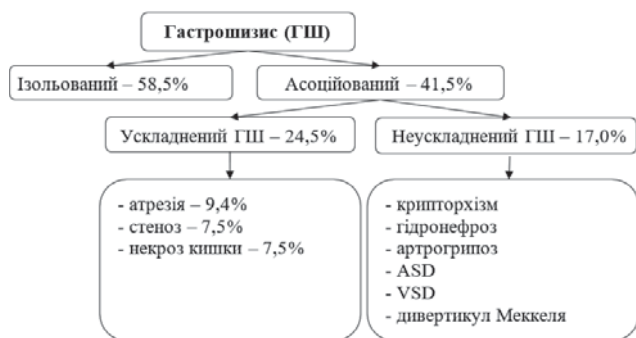 Гастрошизис (ГШ)
Ізольований – 58,5%
Асоційований – 41,5%
Ускладнений ГШ – 24,5%
Неускладнений ГШ – 17,0%
- атрезія – 9,4%
- стеноз – 7,5%
- некроз кишки – 7,5%
- крипторхізм
- гідронефроз
- артрогрипоз
- ASD
- VSD
- дивертикул Меккеля